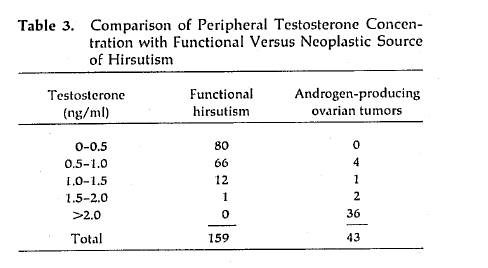 Table 3. Comparison of Peripheral Testosterone Concen-
tration with Functional Versus Neoplastic Source
of Hirsutism
Testosterone Functional Androgen-producing
(ng/ml) hirsutism ovarian tumors
0-0.5 80 0
0.5-1.0 66 4
1.0-1.5 12 1
1.5-2.0 1 2
>2.0 0 36
Total 159 43